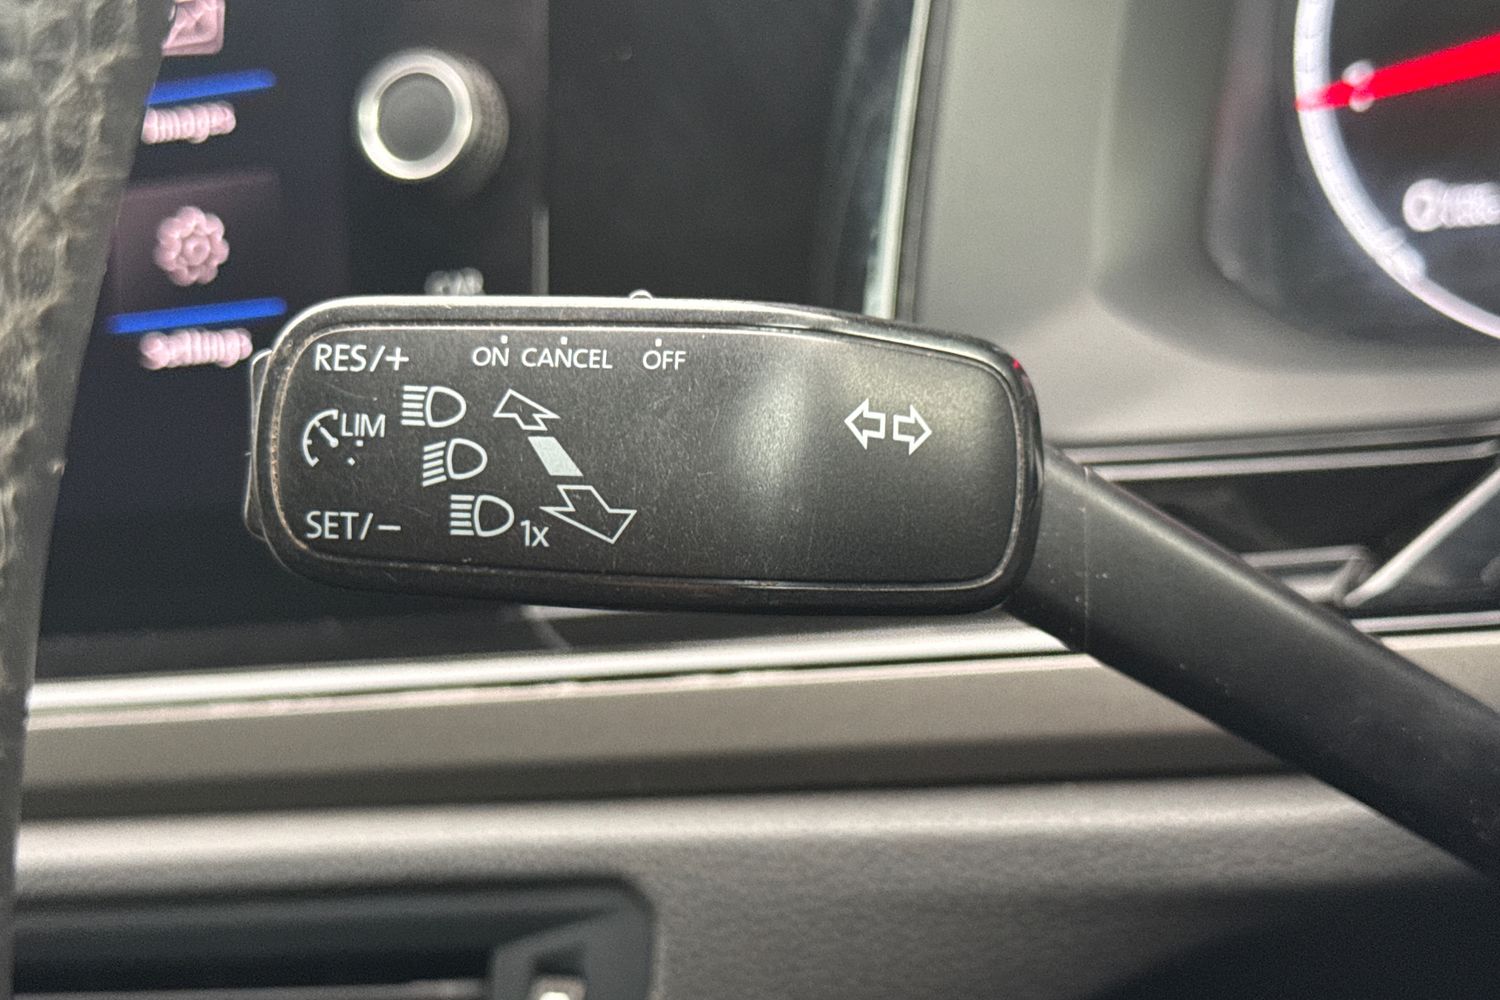 Images
Settings
RES/+
ON CANCEL OFF
LIM
SET/−
1x